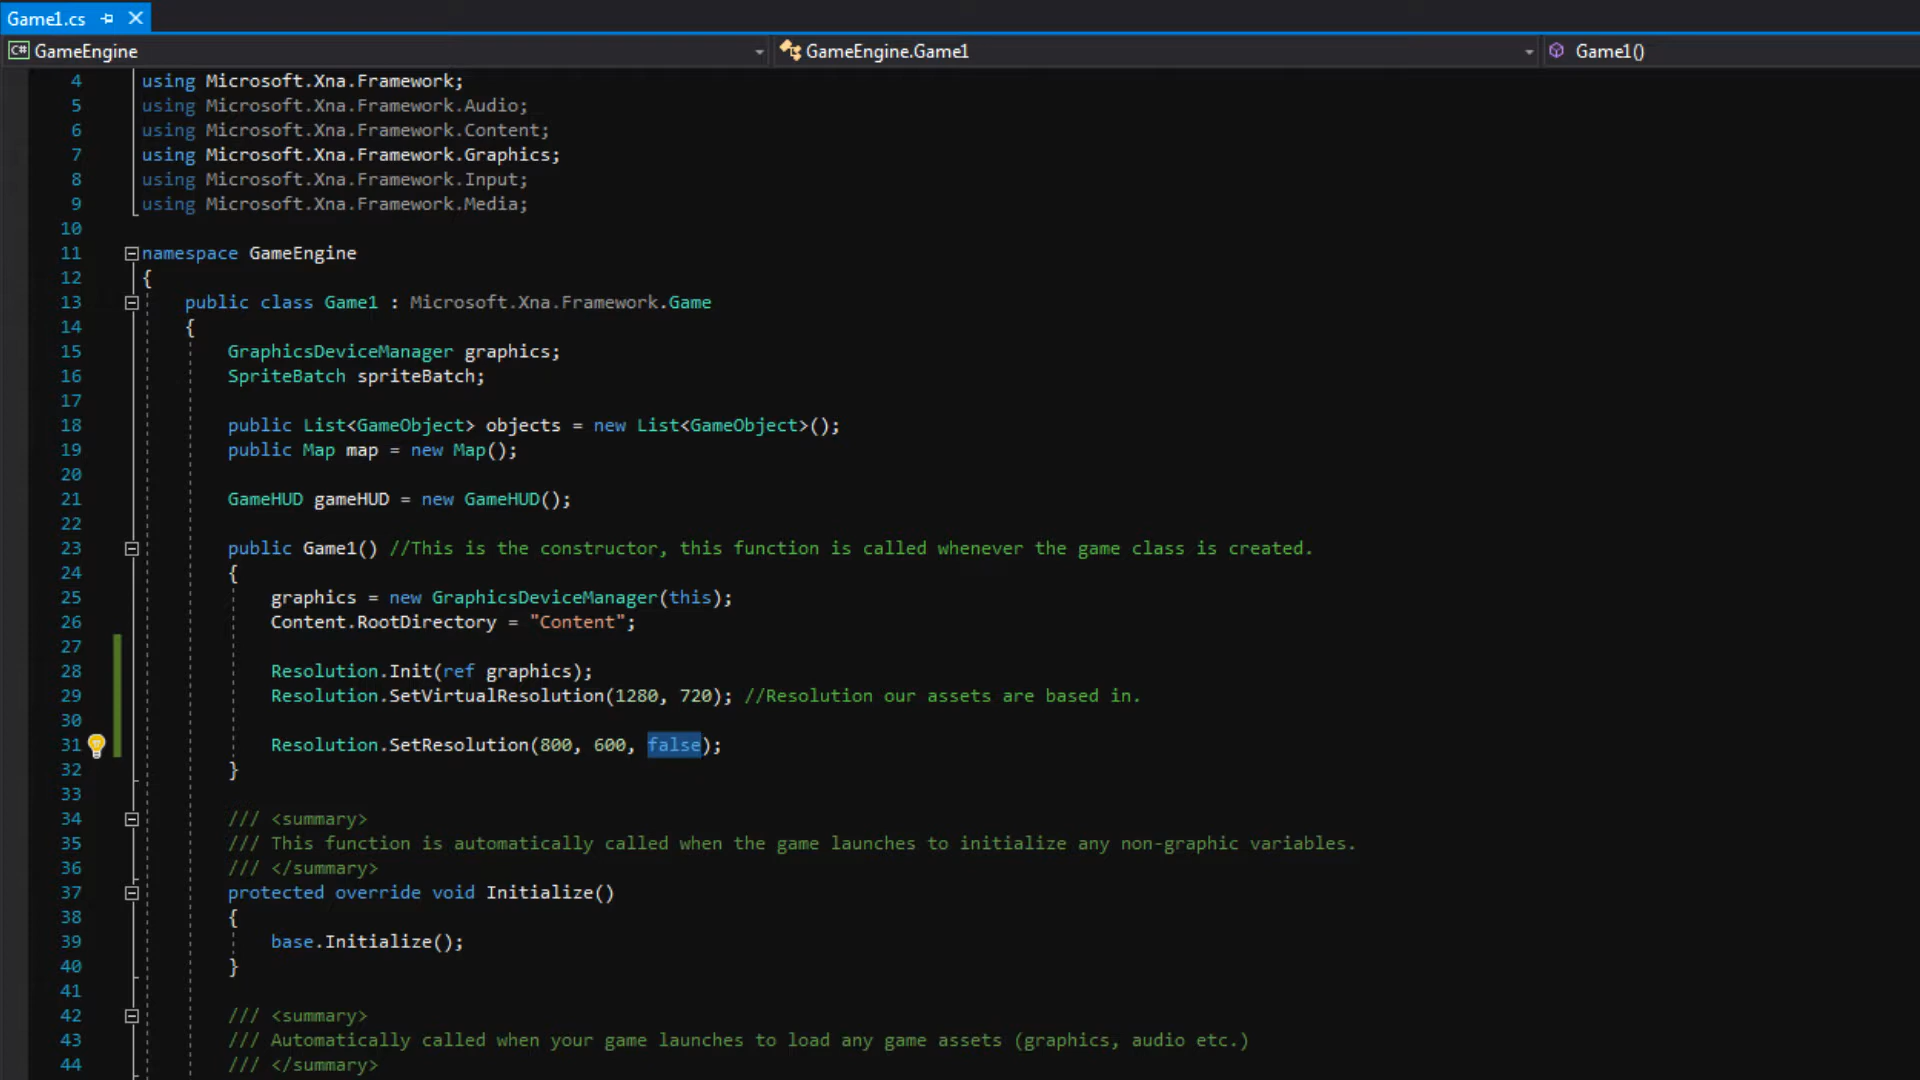 Game1.cs
C# GameEngine GameEngine.Game1 Game1()
4 using Microsoft.Xna.Framework;
5 using Microsoft.Xna.Framework.Audio;
6 using Microsoft.Xna.Framework.Content;
7 using Microsoft.Xna.Framework.Graphics;
8 using Microsoft.Xna.Framework.Input;
9 using Microsoft.Xna.Framework.Media;
10
11 namespace GameEngine
12 {
13 public class Game1 : Microsoft.Xna.Framework.Game
14 {
15 GraphicsDeviceManager graphics;
16 SpriteBatch spriteBatch;
17
18 public List<GameObject> objects = new List<GameObject>();
19 public Map map = new Map();
20
21 GameHUD gameHUD = new GameHUD();
22
23 public Game1() //This is the constructor, this function is called whenever the game class is created.
24 {
25 graphics = new GraphicsDeviceManager(this);
26 Content.RootDirectory = "Content";
27
28 Resolution.Init(ref graphics);
29 Resolution.SetVirtualResolution(1280, 720); //Resolution our assets are based in.
30
31 Resolution.SetResolution(800, 600, false);
32 }
33
34 /// <summary>
35 /// This function is automatically called when the game launches to initialize any non-graphic variables.
36 /// </summary>
37 protected override void Initialize()
38 {
39 base.Initialize();
40 }
41
42 /// <summary>
43 /// Automatically called when your game launches to load any game assets (graphics, audio etc.)
44 /// </summary>